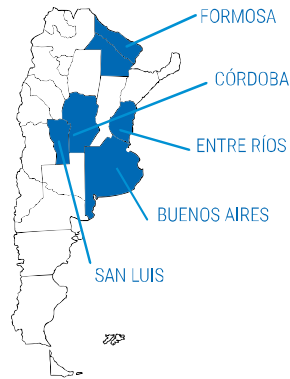 FORMOSA
CÓRDOBA
ENTRE RÍOS
BUENOS AIRES
SAN LUIS